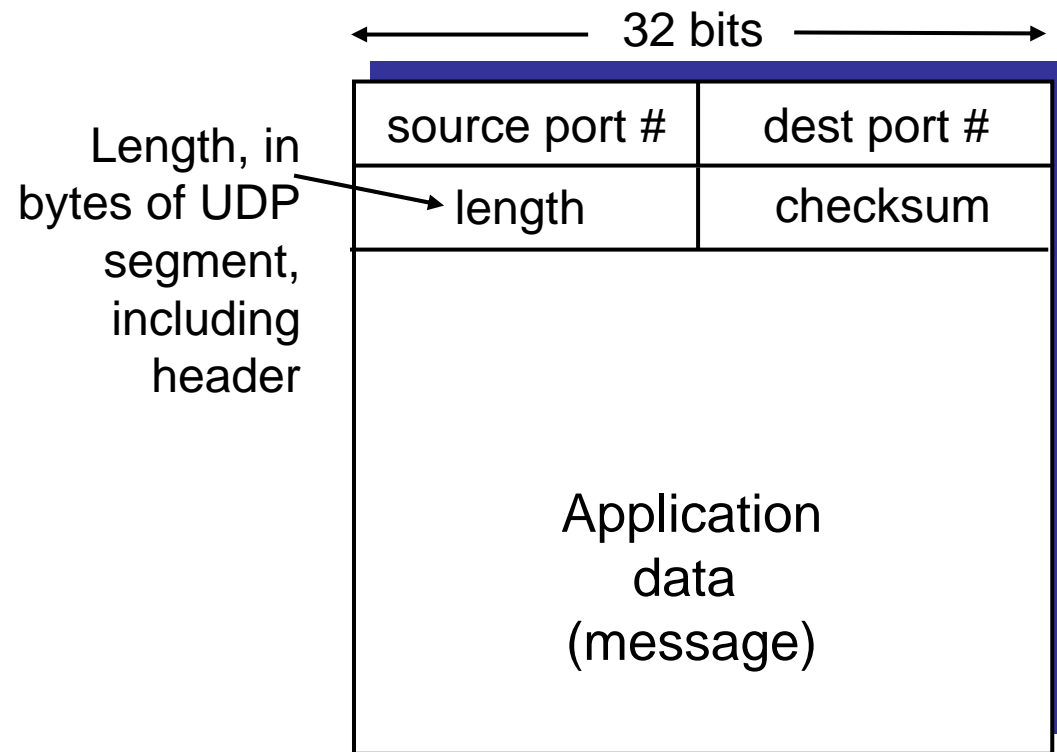 32 bits
source port #
dest port #
Length, in
bytes of UDP
segment,
including
header
length
checksum
Application
data
(message)